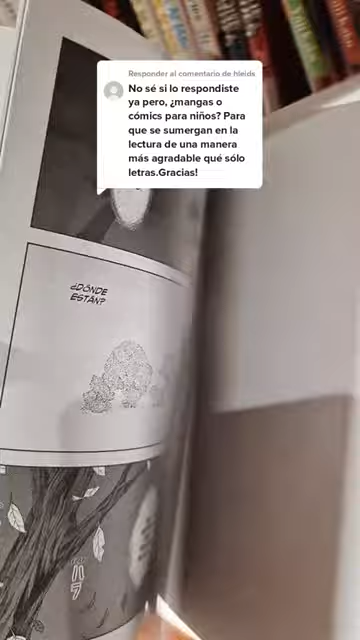 Responder al comentario de hleids
No sé si lo respondiste
ya pero, ¿mangas o
cómics para niños? Para
que se sumergan en la
lectura de una manera
más agradable qué sólo
letras.Gracias!
¿DÓNDE
ESTÁN?